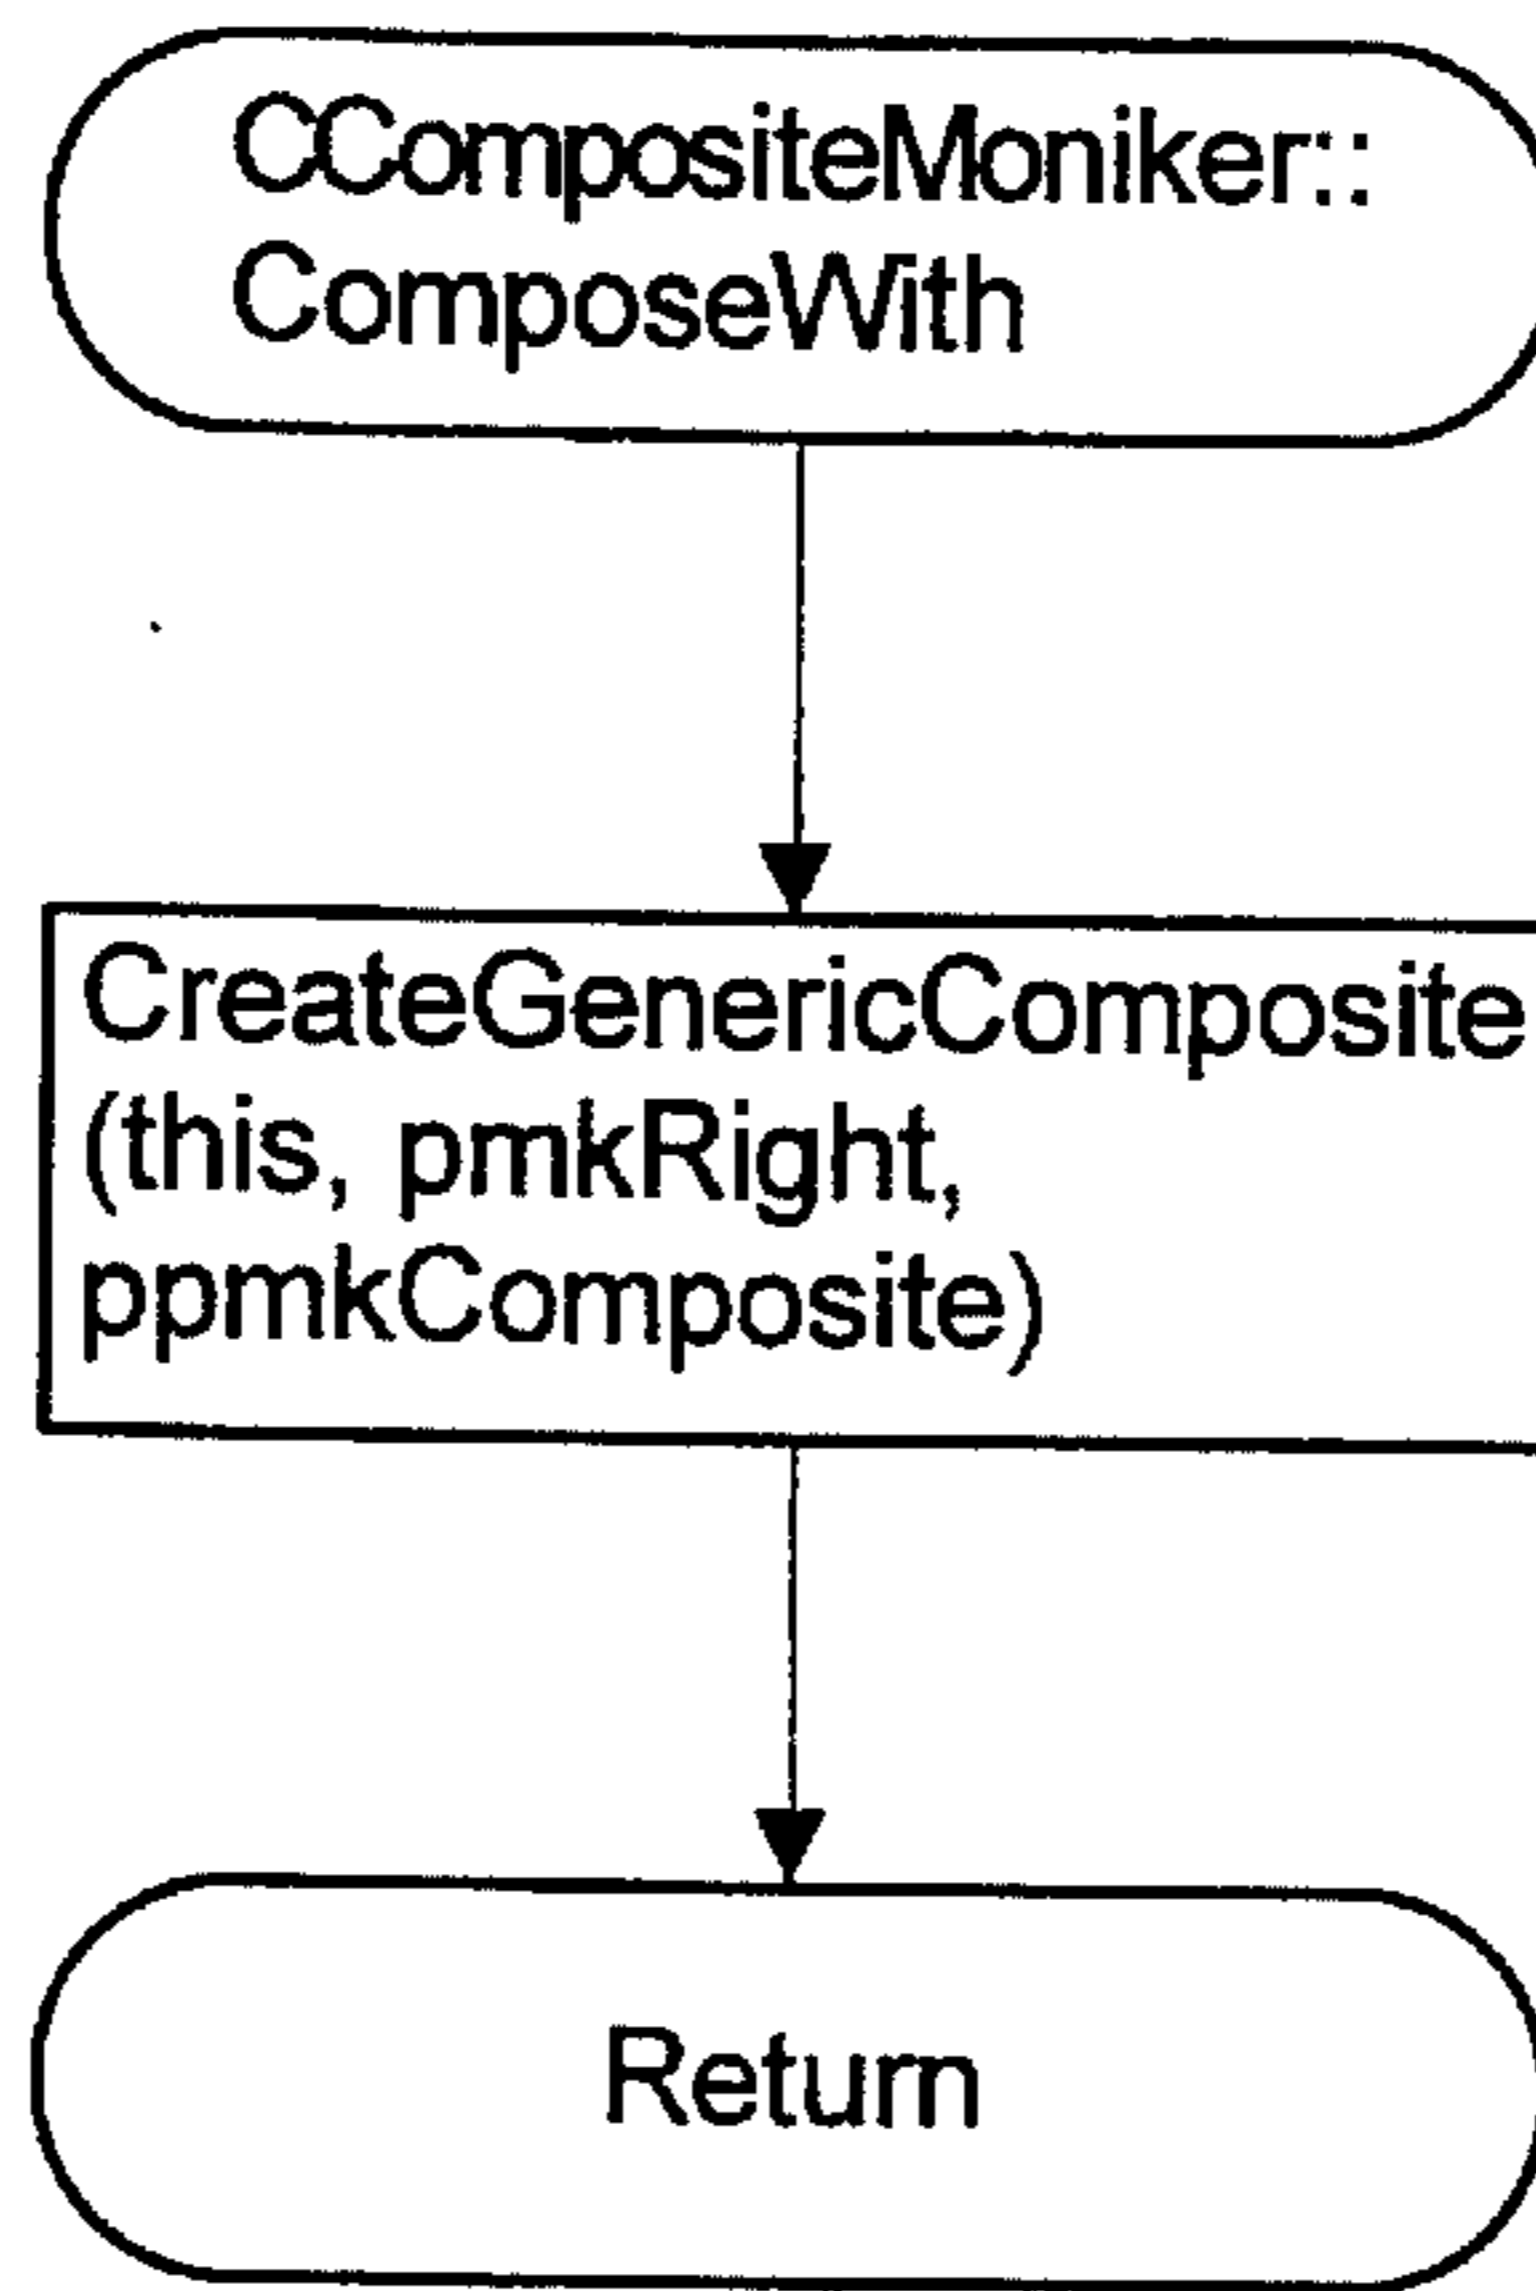 CCompositeMoniker::
ComposeWith
CreateGenericComposite
(this, pmkRight,
ppmkComposite)
Return